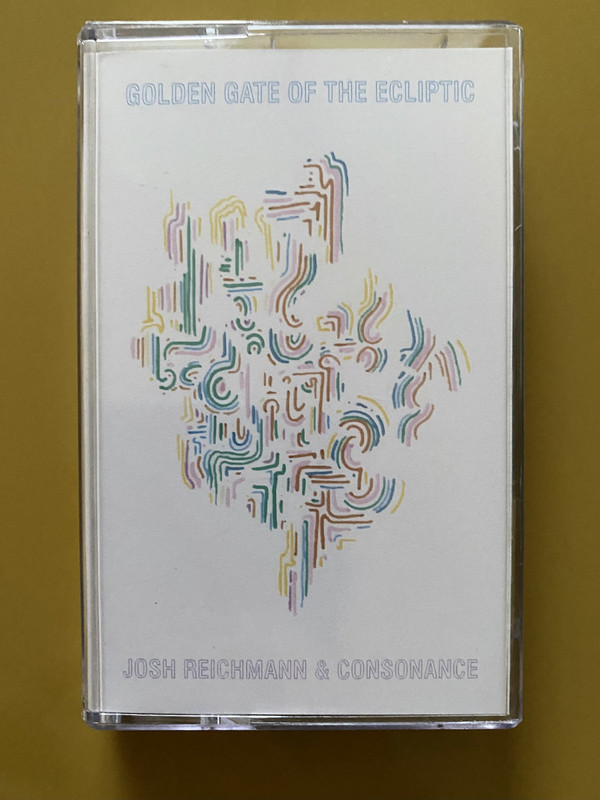 GOLDEN GATE OF THE ECLIPTIC
JOSH REICHMANN & CONSONANCE